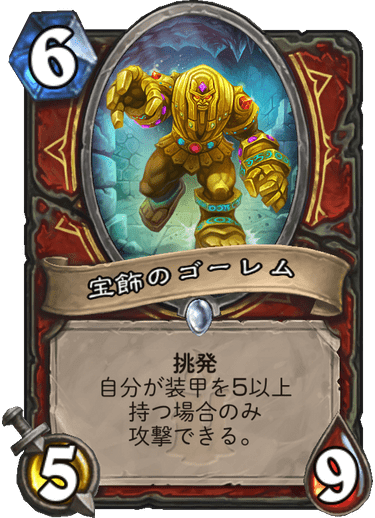 6
宝飾のゴーレム
挑発
自分が装甲を5以上
持つ場合のみ
攻撃できる。
5
9